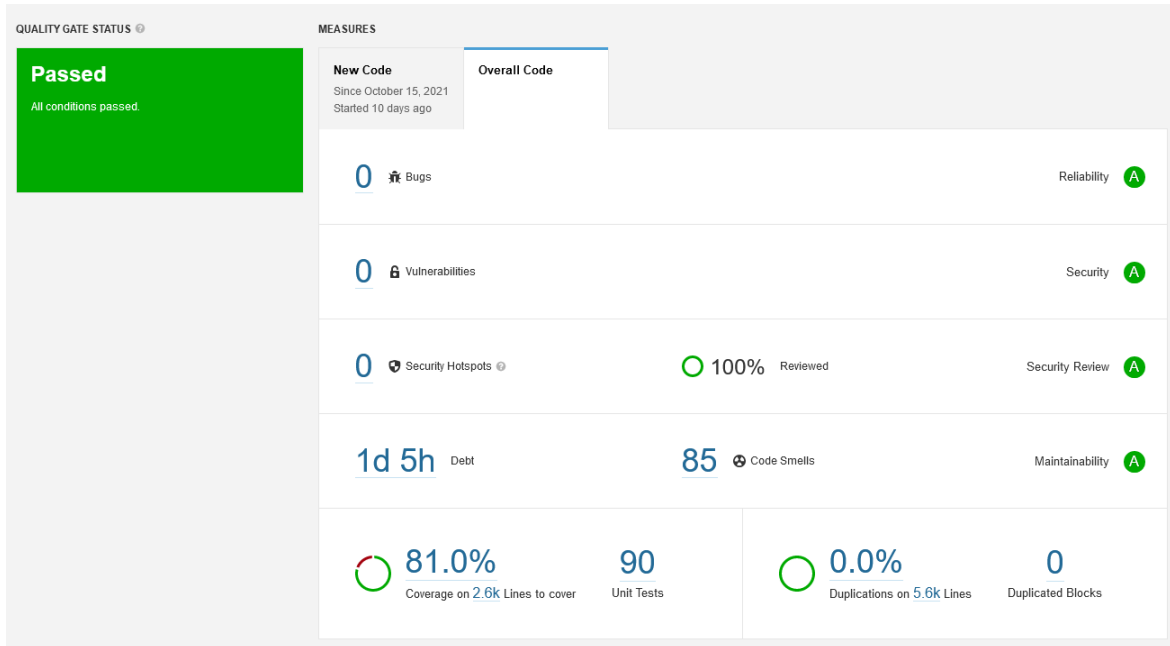 QUALITY GATE STATUS ?
MEASURES
Passed
All conditions passed.
New Code
Since October 15, 2021
Started 10 days ago
Overall Code
0 Bugs Reliability A
0 Vulnerabilities Security A
0 Security Hotspots ? 100% Reviewed Security Review A
1d 5h Debt 85 Code Smells Maintainability A
81.0%
Coverage on 2.6k Lines to cover
90
Unit Tests
0.0%
Duplications on 5.6k Lines
0
Duplicated Blocks